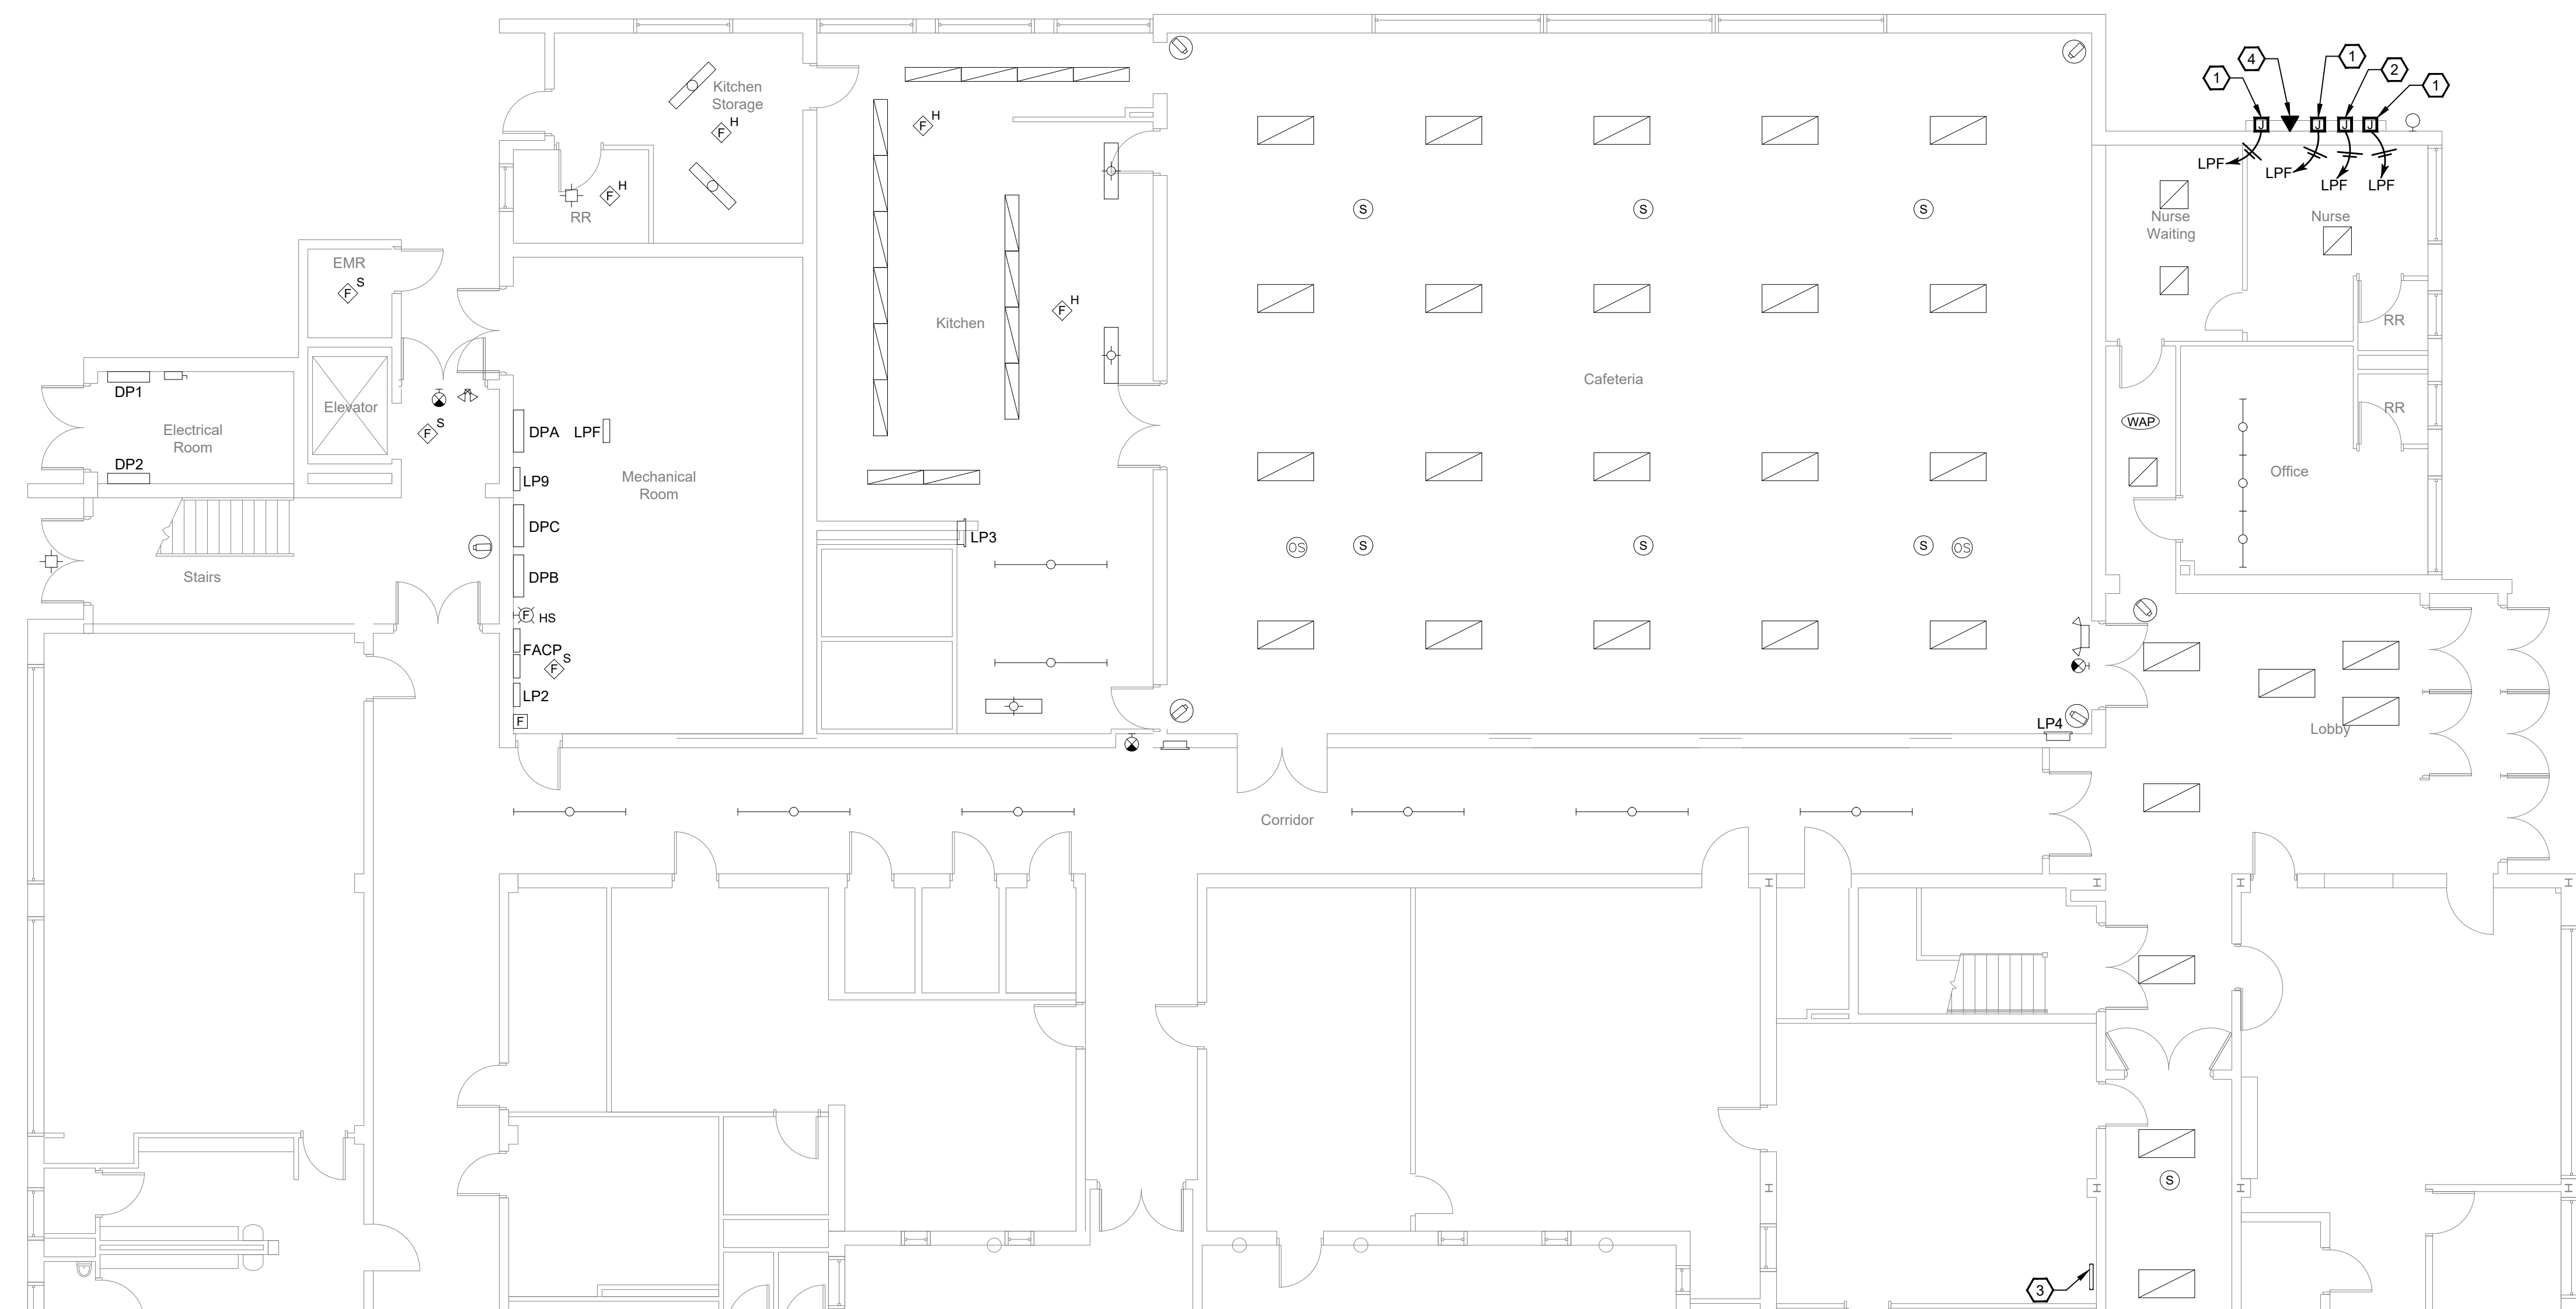 1
4
1
2
1
J
J
J
J
LPF
LPF
LPF
LPF
Kitchen
Storage
F
H
F
H
F
H
RR
Nurse
Waiting
Nurse
S
S
S
EMR
F
S
F
H
Kitchen
RR
Cafeteria
DP1
Elevator
RR
WAP
Electrical
Room
F
S
DPA
LPF
DP2
LP9
Mechanical
Room
Office
DPC
LP3
OS
S
S
S
OS
Stairs
DPB
F
HS
FACP
F
S
LP2
F
LP4
Lobby
Corridor
S
3